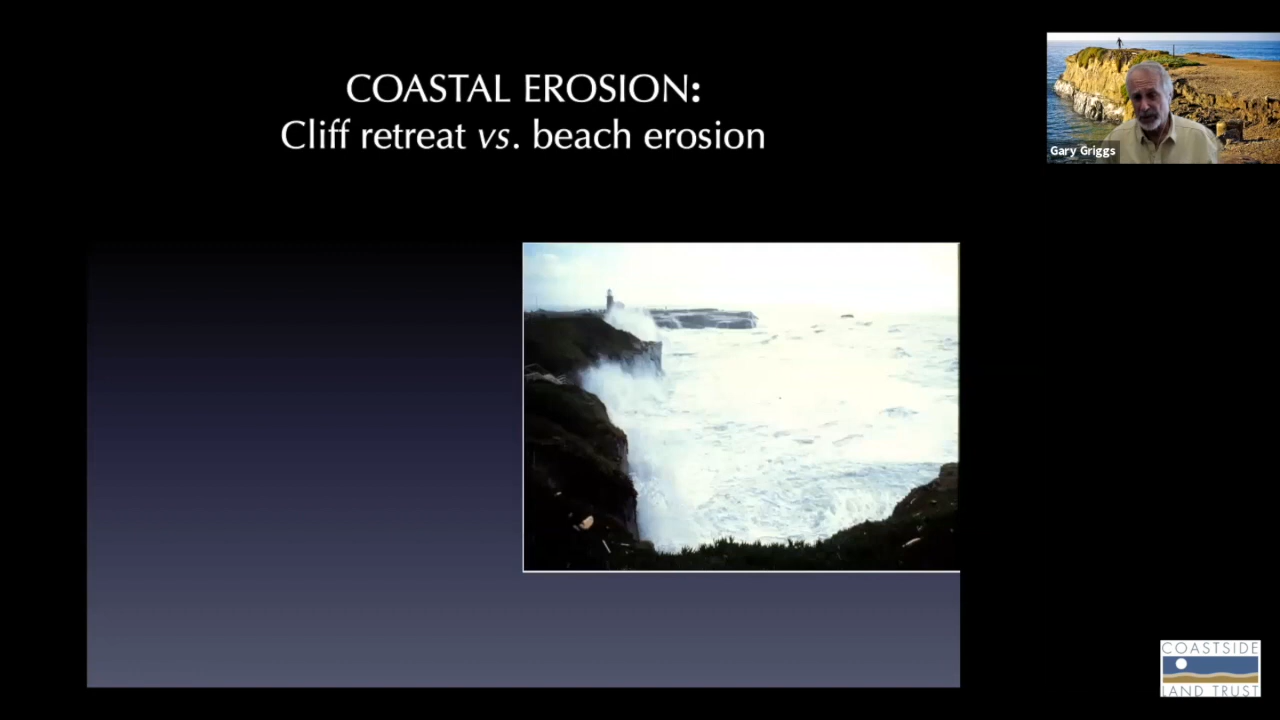 COASTAL EROSION:
Cliff retreat vs. beach erosion
Gary Griggs
COASTSIDE
LAND TRUST